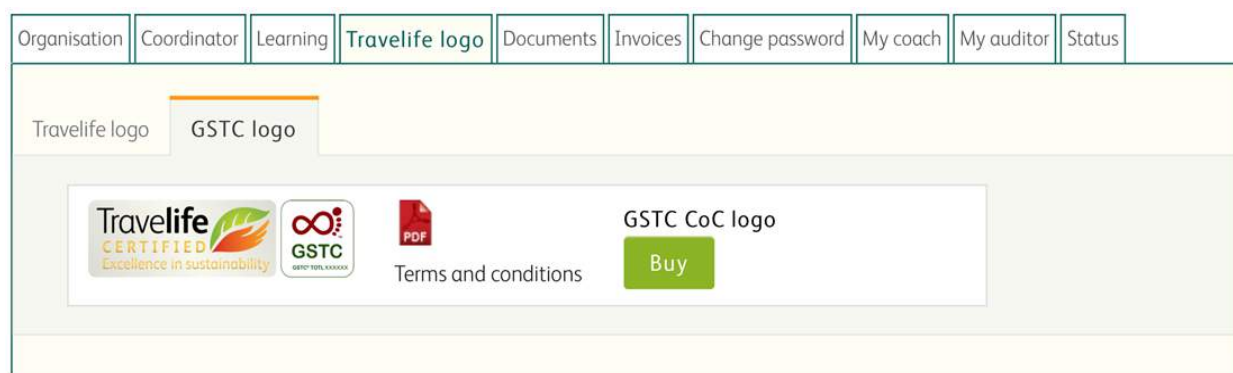 Organisation Coordinator Learning Travelife logo Documents Invoices Change password My coach My auditor Status
Travelife logo GSTC logo
Travelife
CERTIFIED
Excellence in sustainability
GSTC
PDF
Terms and conditions
GSTC CoC logo
Buy